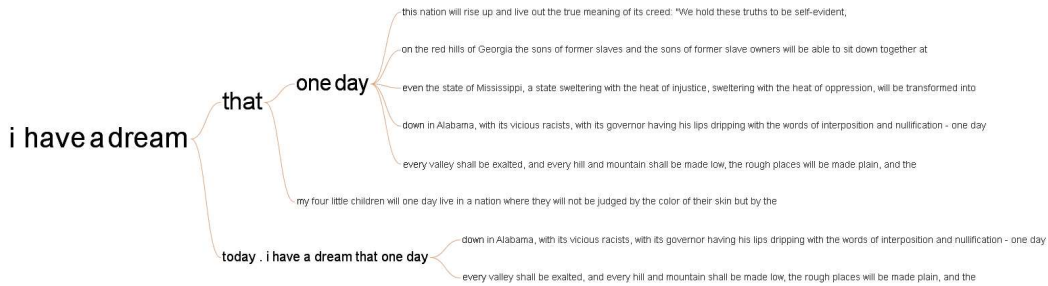 this nation will rise up and live out the true meaning of its creed: "We hold these truths to be self-evident,
on the red hills of Georgia the sons of former slaves and the sons of former slave owners will be able to sit down together at
one day
even the state of Mississippi, a state sweltering with the heat of injustice, sweltering with the heat of oppression, will be transformed into
that
down in Alabama, with its vicious racists, with its governor having his lips dripping with the words of interposition and nullification - one day
i have a dream
every valley shall be exalted, and every hill and mountain shall be made low, the rough places will be made plain, and the
my four little children will one day live in a nation where they will not be judged by the color of their skin but by the
down in Alabama, with its vicious racists, with its governor having his lips dripping with the words of interposition and nullification - one day
today . i have a dream that one day
every valley shall be exalted, and every hill and mountain shall be made low, the rough places will be made plain, and the